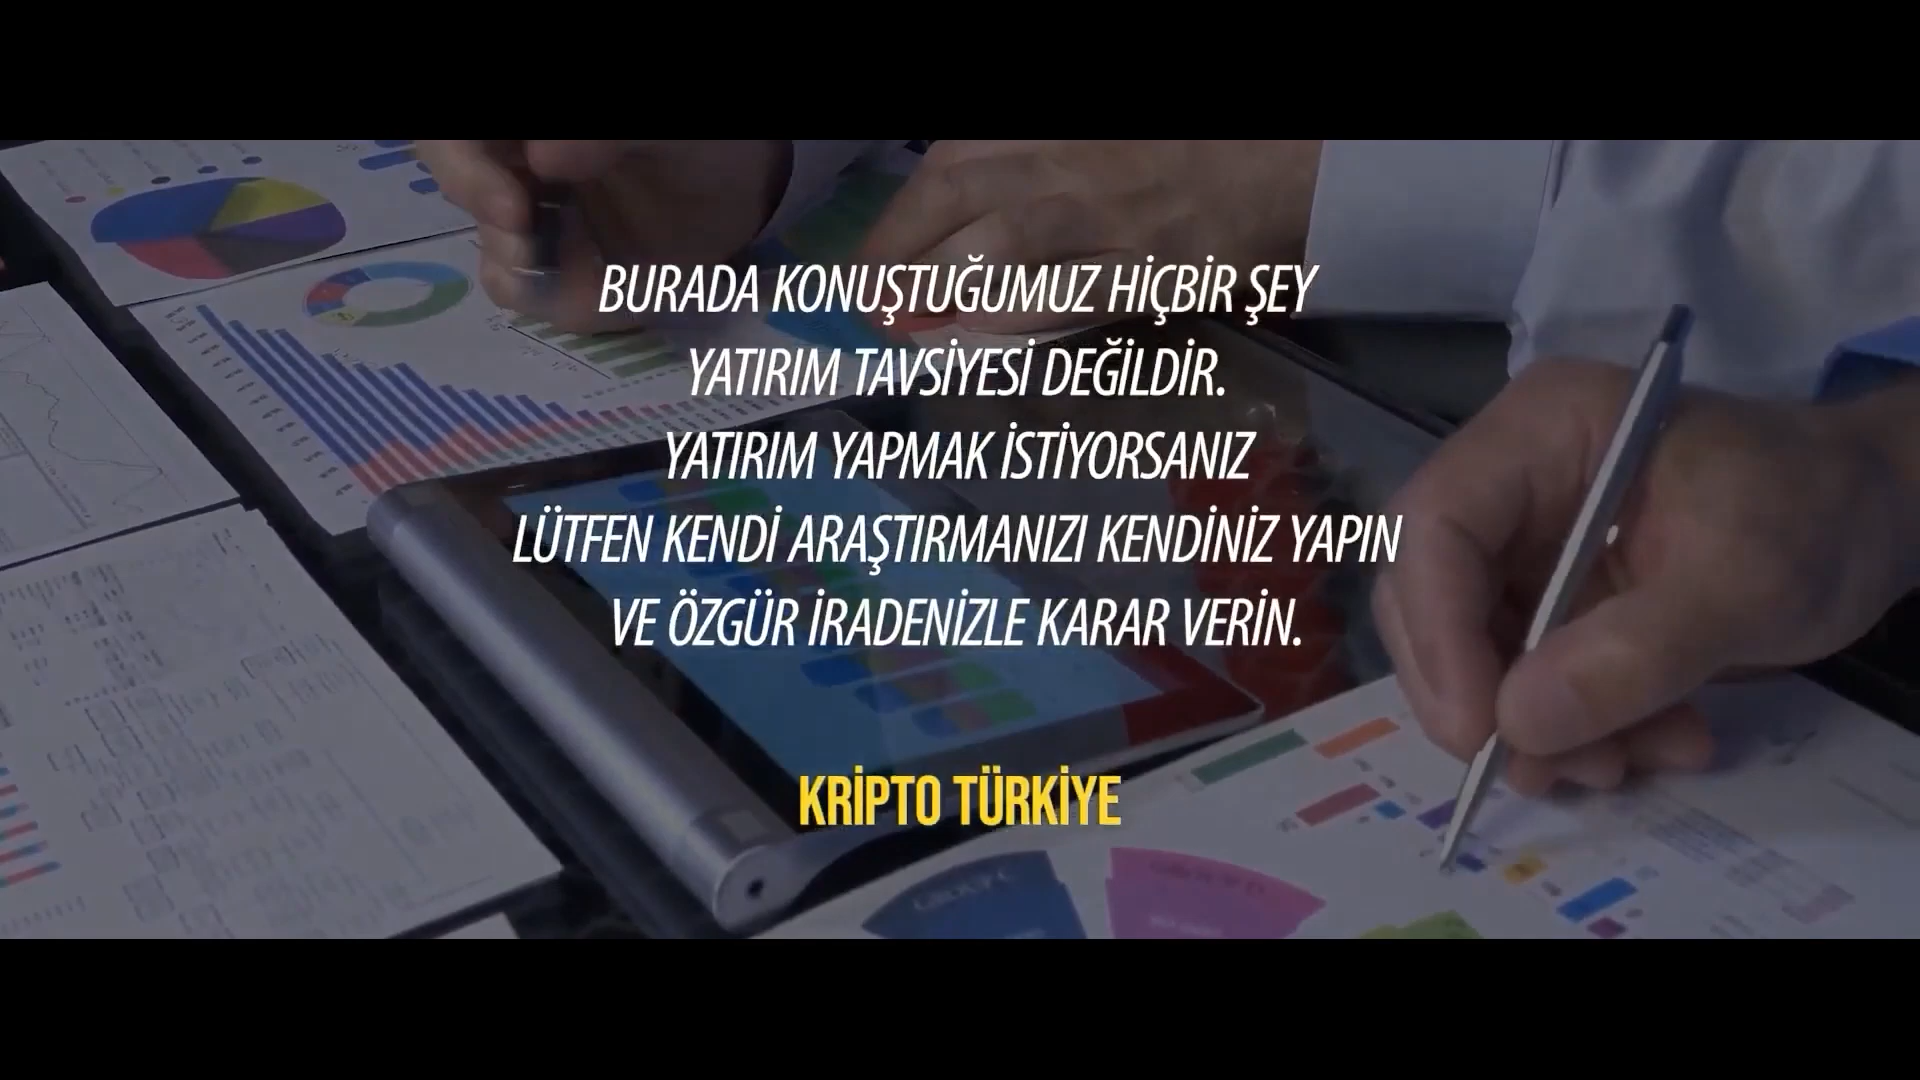 BURADA KONUŞTUĞUMUZ HİÇBİR ŞEY
YATIRIM TAVSİYESİ DEĞİLDİR.
YATIRIM YAPMAK İSTİYORSANIZ
LÜTFEN KENDİ ARAŞTIRMANIZI KENDİNİZ YAPIN
VE ÖZGÜR İRADENİZLE KARAR VERİN.
KRİPTO TÜRKİYE